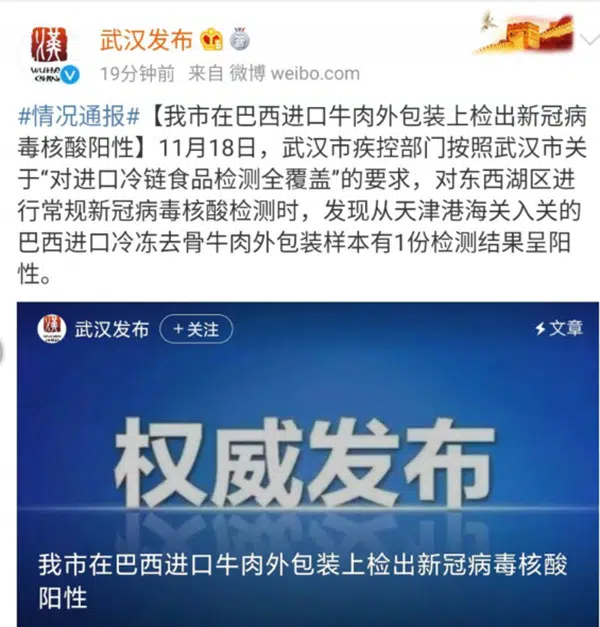 武汉发布
19分钟前 来自 微博 weibo.com
#情况通报#【我市在巴西进口牛肉外包装上检出新冠病
毒核酸阳性】11月18日，武汉市疾控部门按照武汉市关
于“对进口冷链食品检测全覆盖”的要求，对东西湖区进
行常规新冠病毒核酸检测时，发现从天津港海关入关的
巴西进口冷冻去骨牛肉外包装样本有1份检测结果呈阳
性。
武汉发布 +关注 文章
权威发布
我市在巴西进口牛肉外包装上检出新冠病毒核酸
阳性